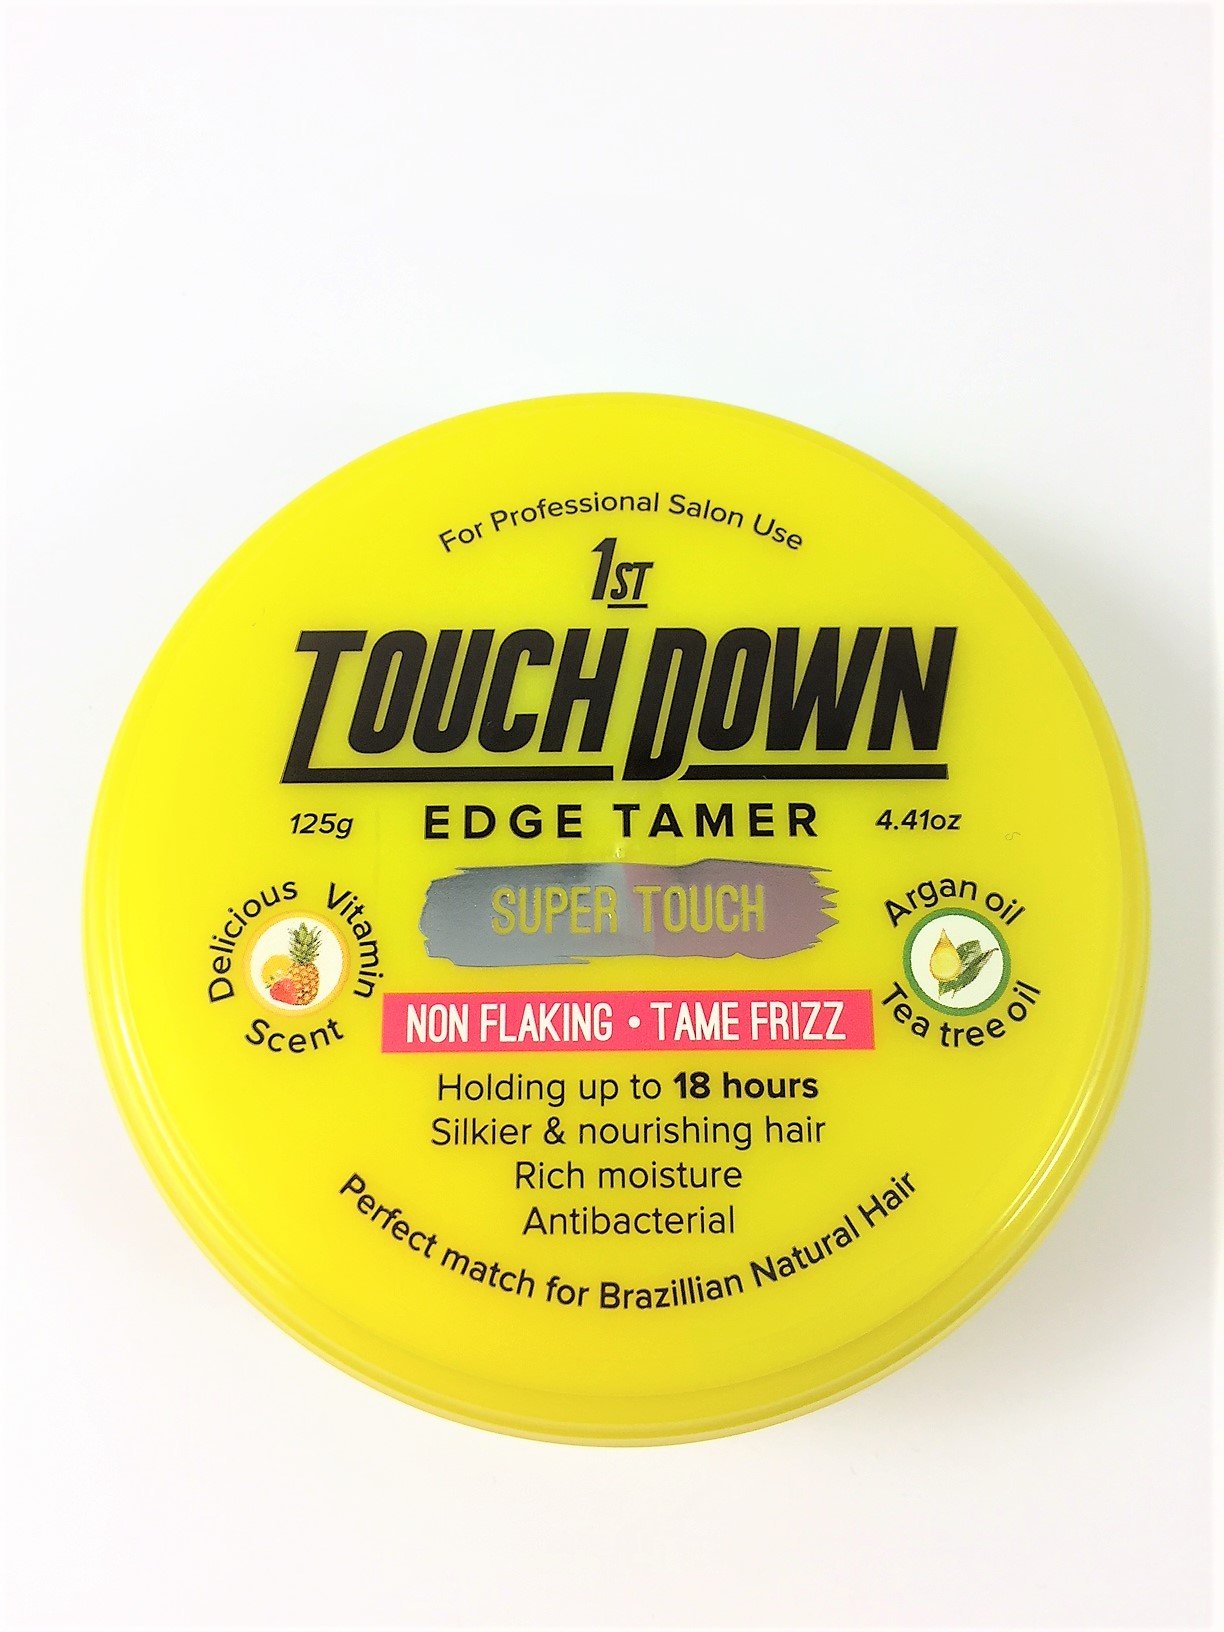 For Professional Salon Use
1ST
TOUCH DOWN
125g EDGE TAMER 4.41oz
SUPER TOUCH
Delicious Vitamin Scent
Argan oil
Tea tree oil
NON FLAKING • TAME FRIZZ
Holding up to 18 hours
Silkier & nourishing hair
Rich moisture
Antibacterial
Perfect match for Brazillian Natural Hair